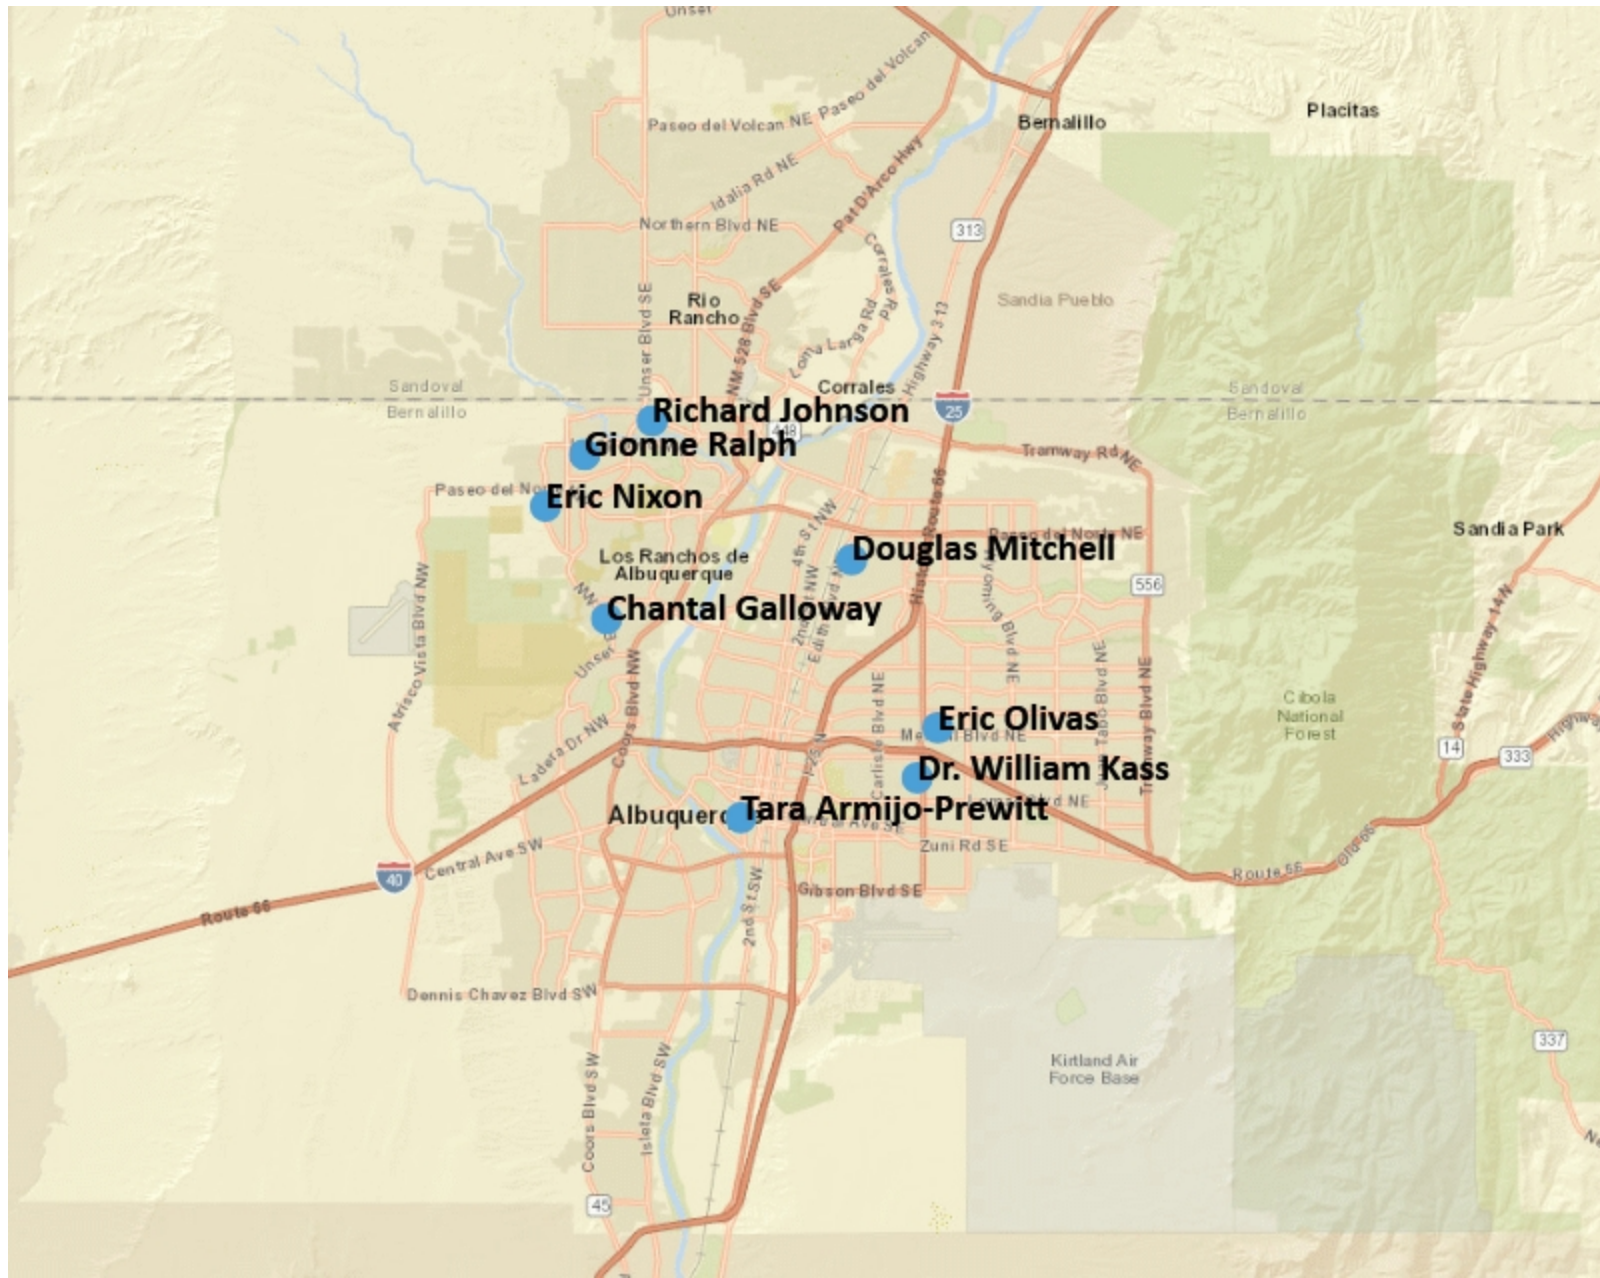 Unser
Paseo del Volcan
Paseo del Volcan NE
Bernalillo
Placitas
Idalia Rd NE
Pat D'Arco Hwy
Northern Blvd NE
313
Corrales Rd
Rio
Rancho
Sandia Pueblo
Unser Blvd SE
NM 528 Blvd SE
Loma Larga Rd
Highway 313
Corrales
Sandoval
Bernalillo
Sandoval
Bernalillo
25
Richard Johnson
448
Gionne Ralph
Tramway Rd NE
Paseo del No
Eric Nixon
4th St NW
Paseo del Norte NE
Sandia Park
Douglas Mitchell
Los Ranchos de
Albuquerque
556
Wyoming Blvd NE
Atrisco Vista Blvd NW
NW
Chantal Galloway
Unser B
Coors Blvd NW
Carlisle Blvd NE
Tramway Blvd NE
State Highway 14 N
Cibola
National
Forest
Eric Olivas
Blvd NE
Ladera Dr NW
I-25 N
14
333
Highway
Dr. William Kass
Blvd NE
Tara Armijo-Prewitt
Albuquerq
Zuni Rd SE
Central Ave SW
40
Route 66
Old 66
Route 66
Gibson Blvd SE
2nd St SW
Dennis Chavez Blvd SW
337
Kirtland Air
Force Base
Coors Blvd SW
Isleta Blvd SW
45